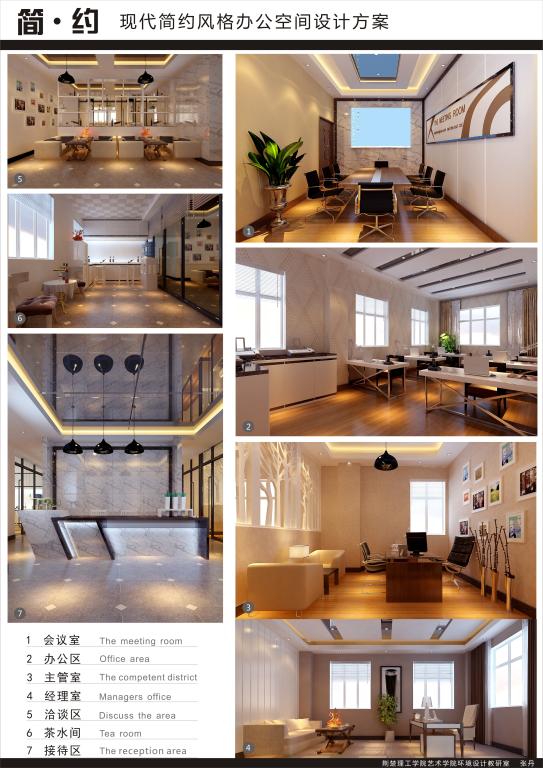 简·约 现代简约风格办公空间设计方案
5
THE MEETING ROOM
1
6
2
7
3
4
1 会议室 The meeting room
2 办公区 Office area
3 主管室 The competent district
4 经理室 Managers office
5 洽谈区 Discuss the area
6 茶水间 Tea room
7 接待区 The reception area
荆楚理工学院艺术学院环境设计教研室 张丹